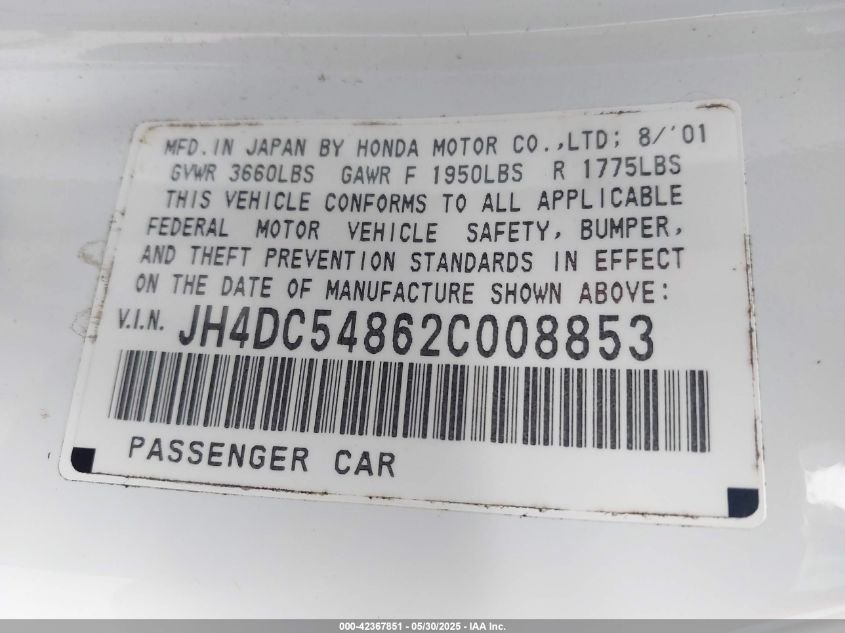 MFD. IN JAPAN BY HONDA MOTOR CO.,LTD; 8/'01
GVWR 3660LBS GAWR F 1950LBS R 1775LBS
THIS VEHICLE CONFORMS TO ALL APPLICABLE
FEDERAL MOTOR VEHICLE SAFETY, BUMPER,
AND THEFT PREVENTION STANDARDS IN EFFECT
ON THE DATE OF MANUFACTURE SHOWN ABOVE:
V.I.N. JH4DC54862C008853
PASSENGER CAR
000-42367851 - 05/30/2025 - IAA Inc.